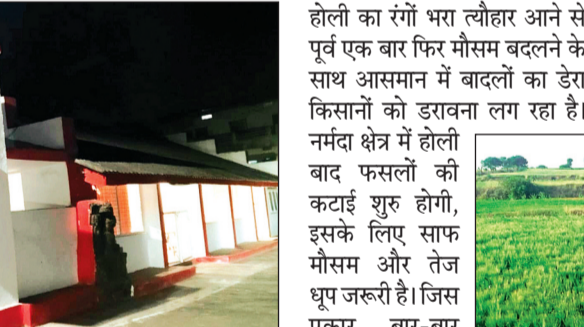 होली का रंगों भरा त्यौहार आने से
पूर्व एक बार फिर मौसम बदलने के
साथ आसमान में बादलों का डेरा
किसानों को डरावना लग रहा है।
नर्मदा क्षेत्र में होली
बाद फसलों की
कटाई शुरु होगी,
इसके लिए साफ
मौसम और तेज
धूप जरूरी है। जिस
प्रकार बार-बार